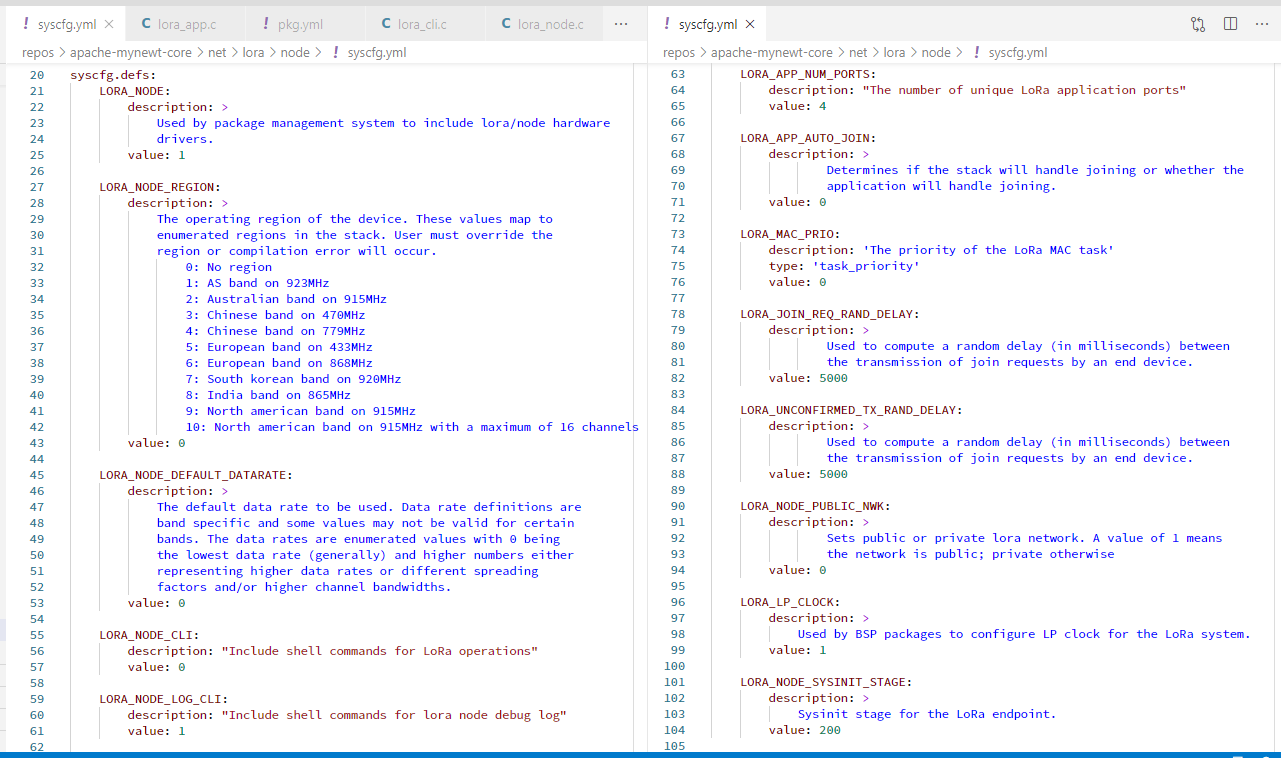 ! syscfg.yml ×
C lora_app.c
! pkg.yml
C lora_cli.c
C lora_node.c
...
repos > apache-mynewt-core > net > lora > node > ! syscfg.yml
20 syscfg.defs:
21 LORA_NODE:
22 description: >
23 Used by package management system to include lora/node hardware
24 drivers.
25 value: 1
26
27 LORA_NODE_REGION:
28 description: >
29 The operating region of the device. These values map to
30 enumerated regions in the stack. User must override the
31 region or compilation error will occur.
32 0: No region
33 1: AS band on 923MHz
34 2: Australian band on 915MHz
35 3: Chinese band on 470MHz
36 4: Chinese band on 779MHz
37 5: European band on 433MHz
38 6: European band on 868MHz
39 7: South korean band on 920MHz
40 8: India band on 865MHz
41 9: North american band on 915MHz
42 10: North american band on 915MHz with a maximum of 16 channels
43 value: 0
44
45 LORA_NODE_DEFAULT_DATARATE:
46 description: >
47 The default data rate to be used. Data rate definitions are
48 band specific and some values may not be valid for certain
49 bands. The data rates are enumerated values with 0 being
50 the lowest data rate (generally) and higher numbers either
51 representing higher data rates or different spreading
52 factors and/or higher channel bandwidths.
53 value: 0
54
55 LORA_NODE_CLI:
56 description: "Include shell commands for LoRa operations"
57 value: 0
58
59 LORA_NODE_LOG_CLI:
60 description: "Include shell commands for lora node debug log"
61 value: 1
62
! syscfg.yml ×
...
repos > apache-mynewt-core > net > lora > node > ! syscfg.yml
63 LORA_APP_NUM_PORTS:
64 description: "The number of unique LoRa application ports"
65 value: 4
66
67 LORA_APP_AUTO_JOIN:
68 description: >
69 Determines if the stack will handle joining or whether the
70 application will handle joining.
71 value: 0
72
73 LORA_MAC_PRIO:
74 description: 'The priority of the LoRa MAC task'
75 type: 'task_priority'
76 value: 0
77
78 LORA_JOIN_REQ_RAND_DELAY:
79 description: >
80 Used to compute a random delay (in milliseconds) between
81 the transmission of join requests by an end device.
82 value: 5000
83
84 LORA_UNCONFIRMED_TX_RAND_DELAY:
85 description: >
86 Used to compute a random delay (in milliseconds) between
87 the transmission of join requests by an end device.
88 value: 5000
89
90 LORA_NODE_PUBLIC_NWK:
91 description: >
92 Sets public or private lora network. A value of 1 means
93 the network is public; private otherwise
94 value: 0
95
96 LORA_LP_CLOCK:
97 description: >
98 Used by BSP packages to configure LP clock for the LoRa system.
99 value: 1
100
101 LORA_NODE_SYSINIT_STAGE:
102 description: >
103 Sysinit stage for the LoRa endpoint.
104 value: 200
105